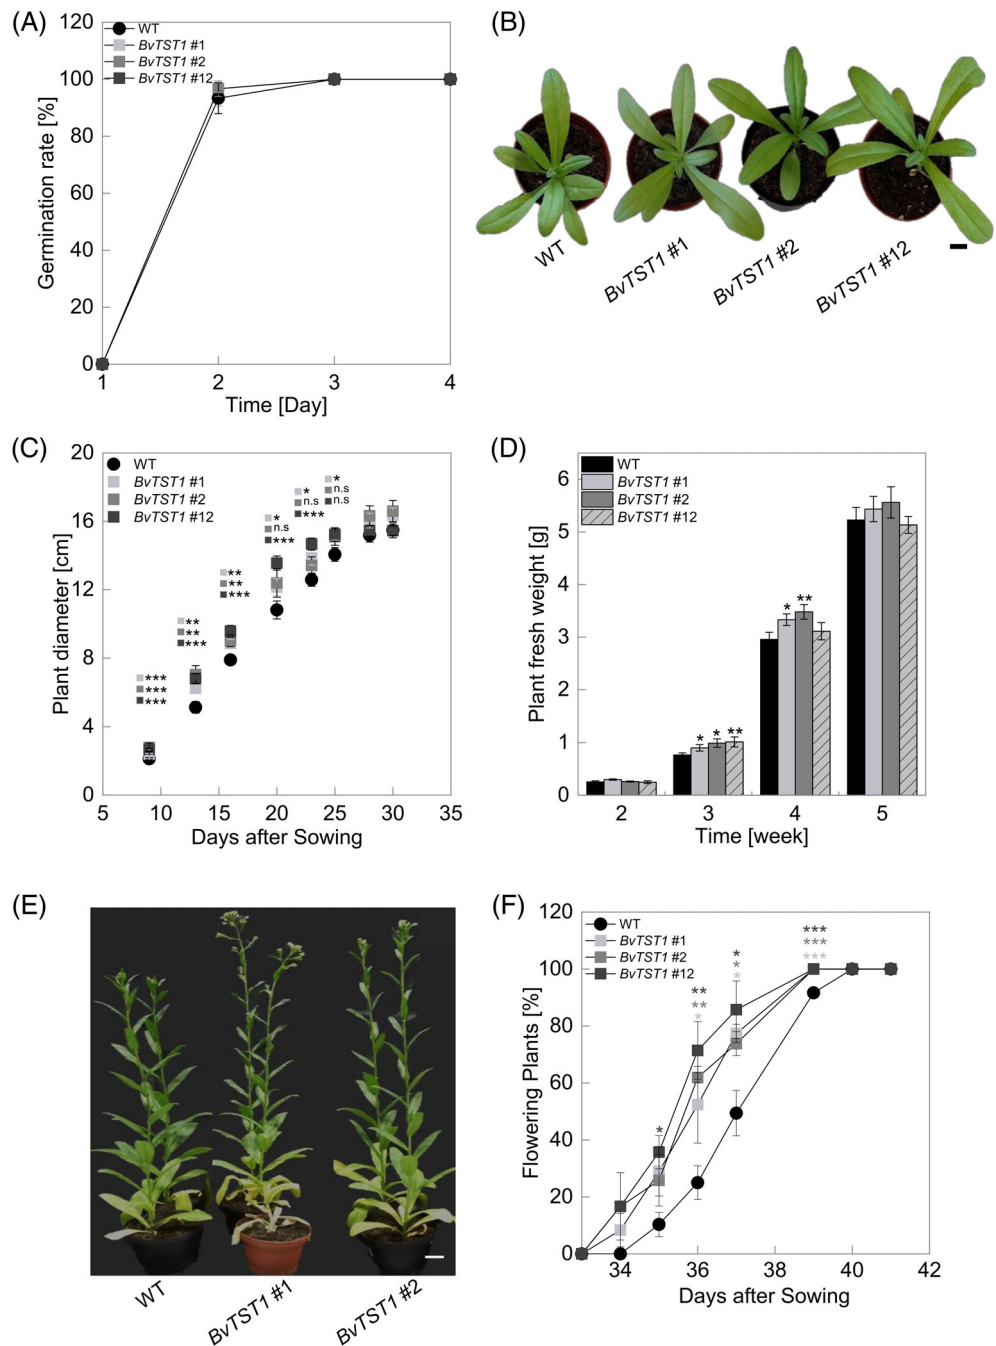 (A)
120
100
80
60
40
20
0
Germination rate [%]
WT
BvTST1 #1
BvTST1 #2
BvTST1 #12
1 2 3 4
Time [Day]
(B)
WT
BvTST1 #1
BvTST1 #2
BvTST1 #12
(C)
20
16
12
8
4
0
Plant diameter [cm]
WT
BvTST1 #1
BvTST1 #2
BvTST1 #12
***
***
***
**
**
***
**
**
***
*
n.s
***
*
n.s
***
*
n.s
n.s
5 10 15 20 25 30 35
Days after Sowing
(D)
6
5
4
3
2
1
0
Plant fresh weight [g]
WT
BvTST1 #1
BvTST1 #2
BvTST1 #12
* * **
* **
2 3 4 5
Time [week]
(E)
WT
BvTST1 #1
BvTST1 #2
(F)
120
100
80
60
40
20
0
Flowering Plants [%]
WT
BvTST1 #1
BvTST1 #2
BvTST1 #12
*
**
**
*
*
*
*
***
***
***
34 36 38 40 42
Days after Sowing